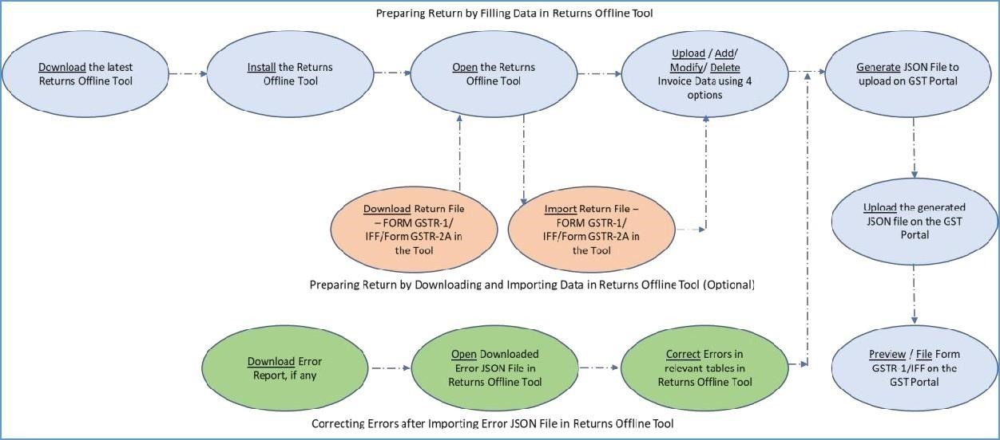 Preparing Return by Filling Data in Returns Offline Tool
Download the latest
Returns Offline Tool
Install the Returns
Offline Tool
Open the Returns
Offline Tool
Upload / Add/
Modify/ Delete
Invoice Data using 4
options
Generate JSON File to
upload on GST Portal
Download Return File
– FORM GSTR-1/
IFF/Form GSTR-2A in
the Tool
Import Return File –
FORM GSTR-1/
IFF/Form GSTR-2A in
the Tool
Upload the generated
JSON file on the GST
Portal
Preparing Return by Downloading and Importing Data in Returns Offline Tool (Optional)
Download Error
Report, if any
Open Downloaded
Error JSON File in
Returns Offline Tool
Correct Errors in
relevant tables in
Returns Offline Tool
Preview / File Form
GSTR-1/IFF on the
GST Portal
Correcting Errors after Importing Error JSON File in Returns Offline Tool